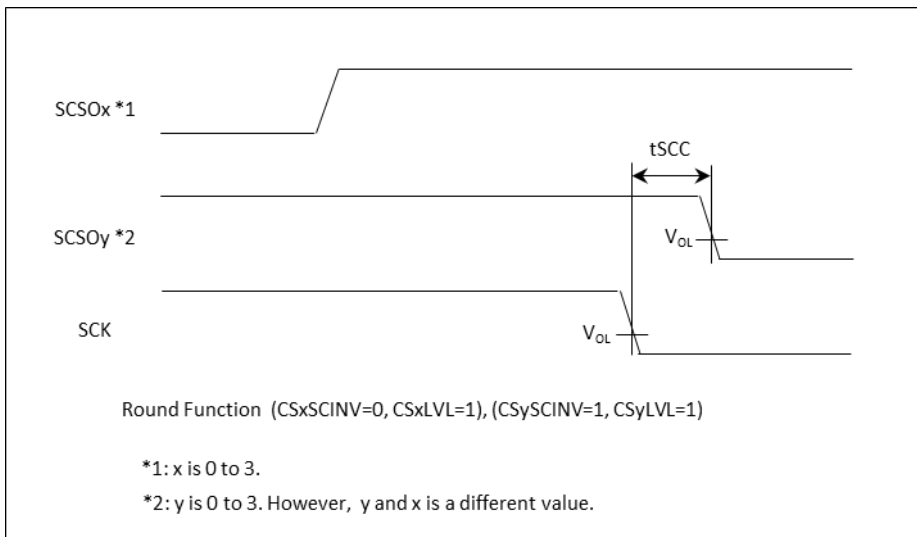 SCSOx *1
tSCC
SCSOy *2
VOL
SCK
VOL
Round Function (CSxSCINV=0, CSxLVL=1), (CSySCINV=1, CSyLVL=1)
*1: x is 0 to 3.
*2: y is 0 to 3. However, y and x is a different value.